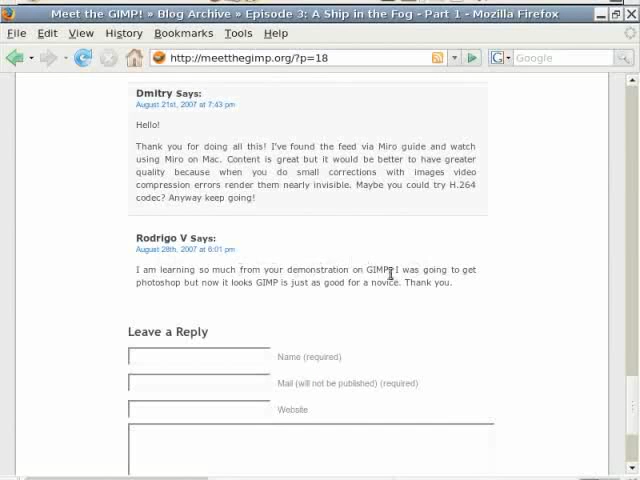 Meet the GIMP! » Blog Archive » Episode 3: A Ship in the Fog - Part 1 - Mozilla Firefox
File Edit View History Bookmarks Tools Help
http://meetthegimp.org/?p=18
Google
Dmitry Says:
August 21st, 2007 at 7:43 pm
Hello!
Thank you for doing all this! I've found the feed via Miro guide and watch
using Miro on Mac. Content is great but it would be better to have greater
quality because when you do small corrections with images video
compression errors render them nearly invisible. Maybe you could try H.264
codec? Anyway keep going!
Rodrigo V Says:
August 28th, 2007 at 6:01 pm
I am learning so much from your demonstration on GIMP. I was going to get
photoshop but now it looks GIMP is just as good for a novice. Thank you.
Leave a Reply
Name (required)
Mail (will not be published) (required)
Website